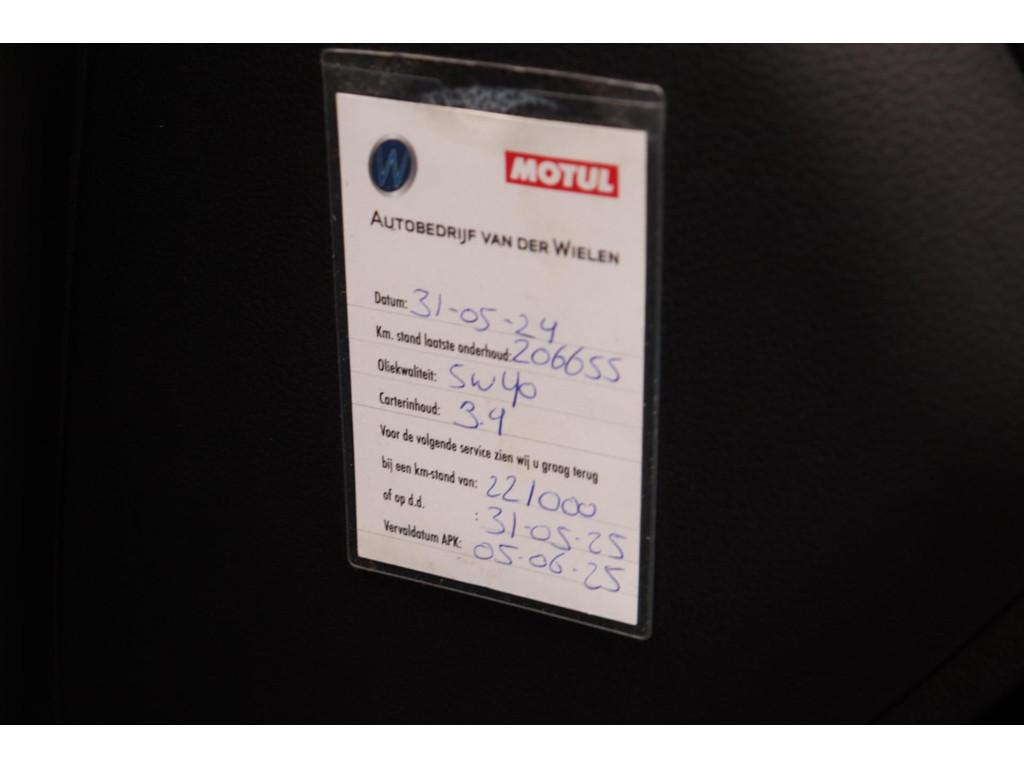 W
MOTUL
AUTOBEDRIJF VAN DER WIELEN
Datum: 31-05-24
Km. stand laatste onderhoud: 206655
Oliekwaliteit: 5w40
Carterinhoud: 3.4
Voor de volgende service zien wij u graag terug
bij een km-stand van: 221000
of op d.d. : 31-05-25
Vervaldatum APK: 05-06-25